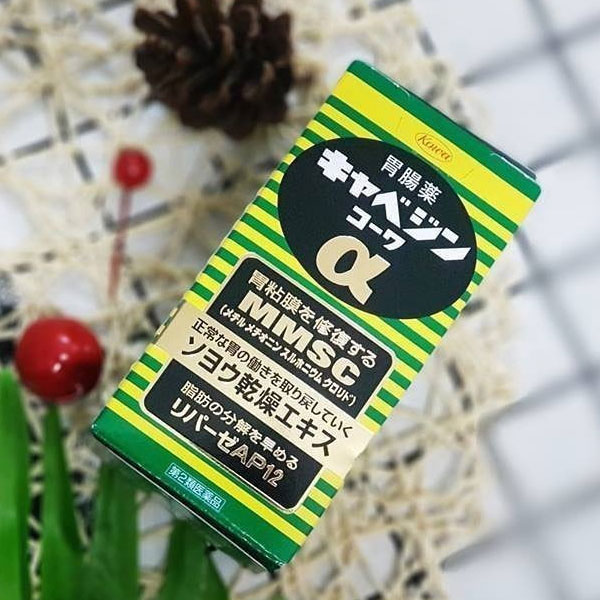 Kowa
胃腸薬
キャベジン
コーワ
α
胃粘膜を修復する
MMSC
(メチルメチオニンスルホニウムクロリド)
正常な胃の働きを取り戻していく
ソヨウ乾燥エキス
脂肪の分解を早める
リパーゼAP12
第2類医薬品